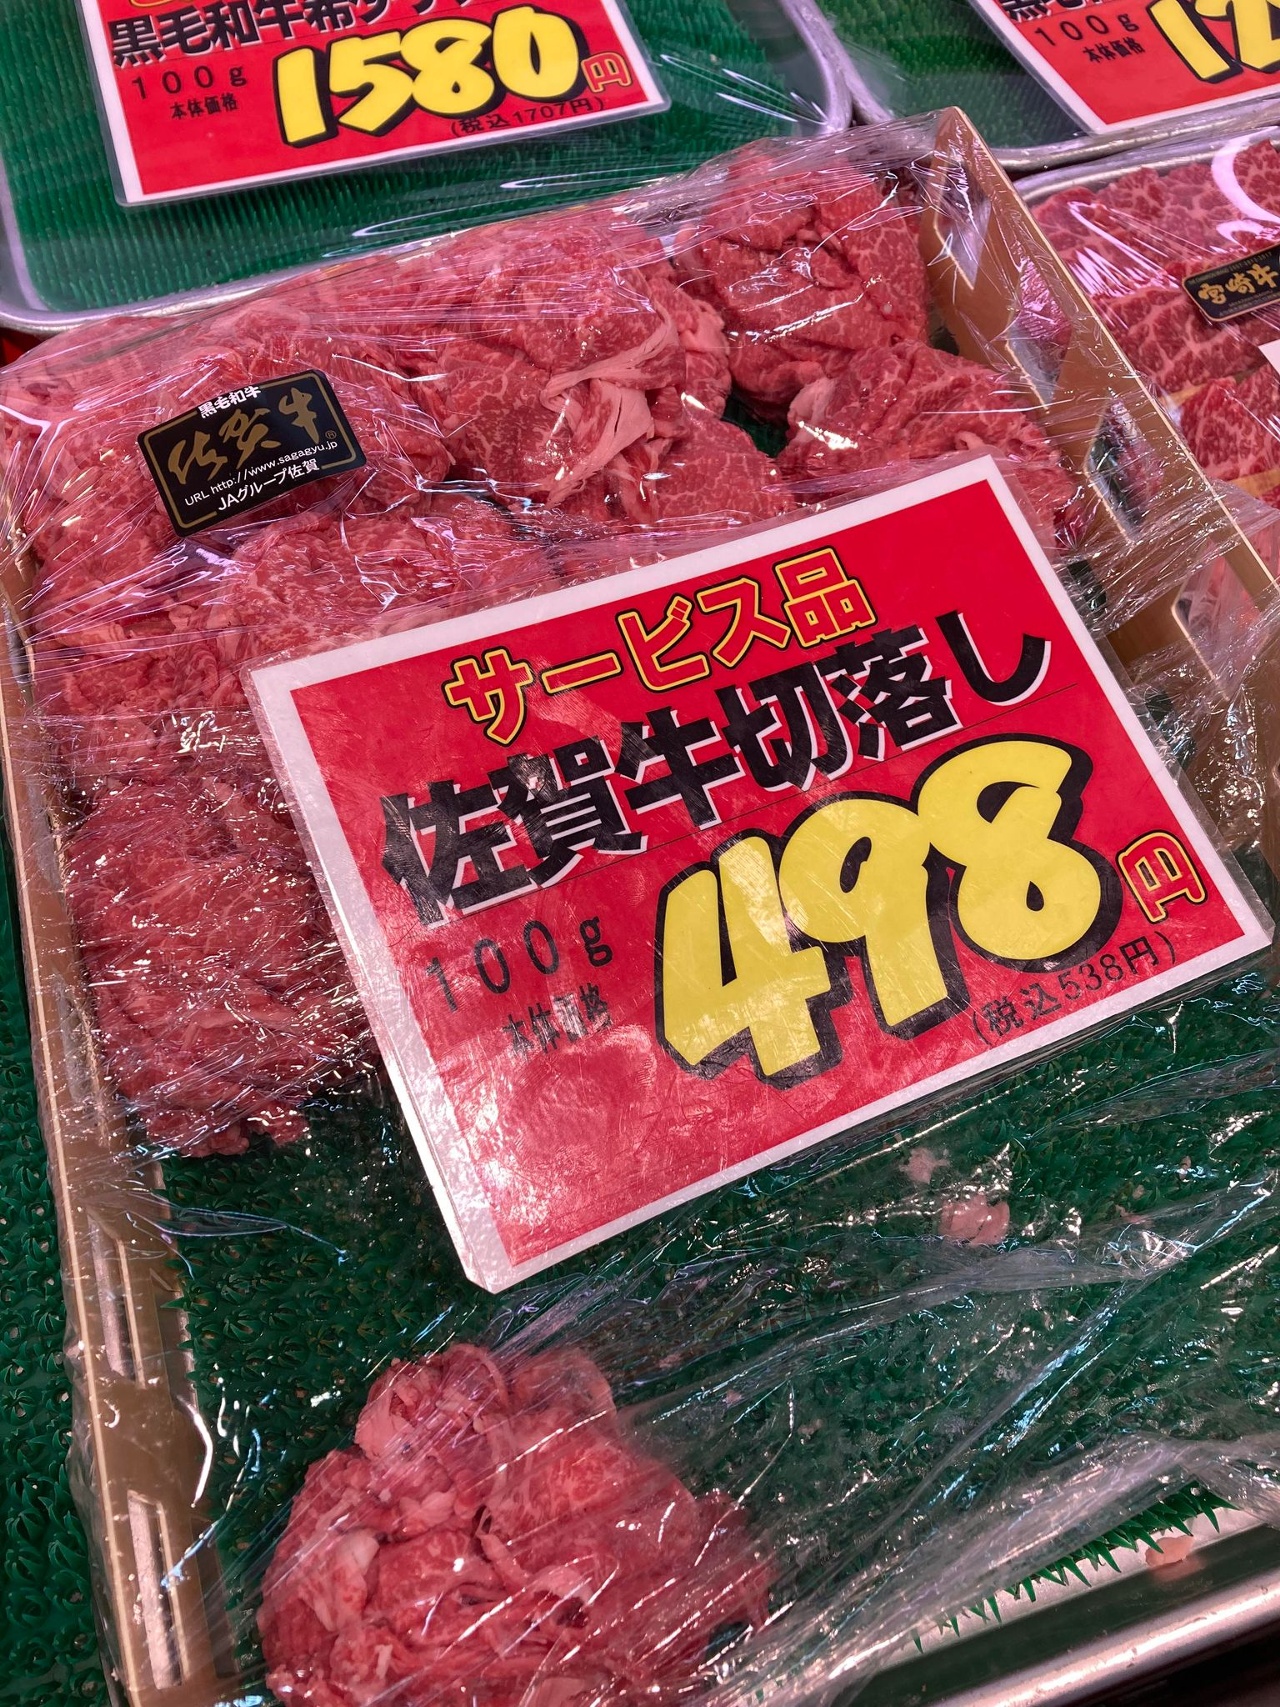 黒毛和牛希少
100g
本体価格
1580円
(税込1707円)
100g
本体価格
宮崎牛
黒毛和牛
佐賀牛®
URL http://www.sagagyu.jp
JAグループ佐賀
サービス品
佐賀牛切落し
100g
本体価格
498円
(税込538円)